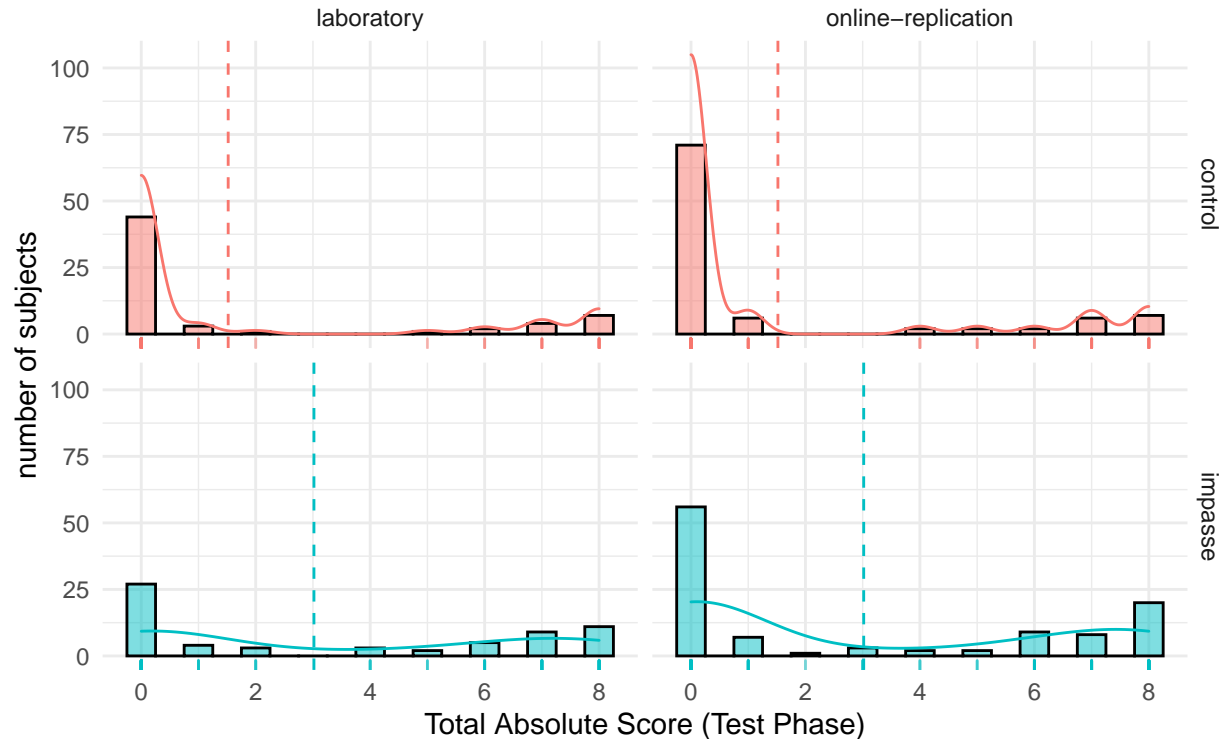 laboratory
online−replication
number of subjects
100
75
50
25
0
control
100
75
50
25
0
impasse
0 2 4 6 8
0 2 4 6 8
Total Absolute Score (Test Phase)